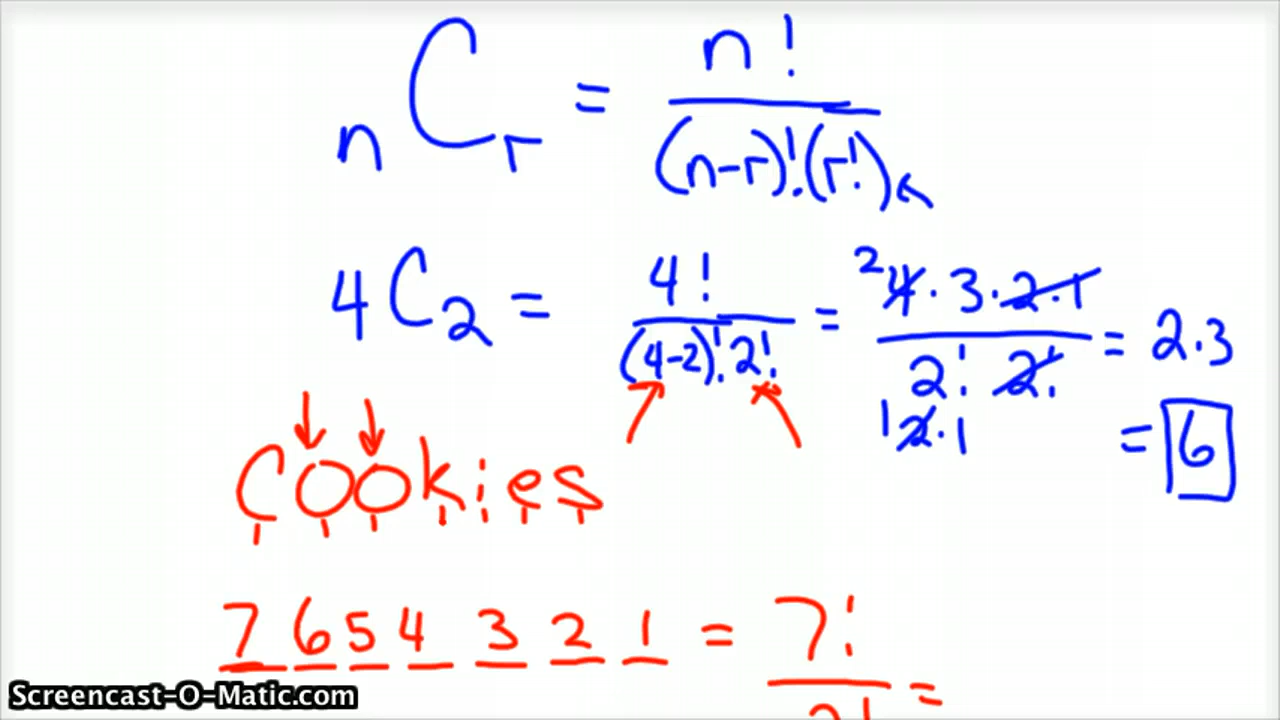 nCr = n! / (n-r)!(r!)
4C2 = 4! / (4-2)!2! = 2 4·3·2·1 / 2! 2! = 2·3
1 2·1
= 6
Cookies
7 6 5 4 3 2 1 = 7! / 2! =
Screencast-O-Matic.com